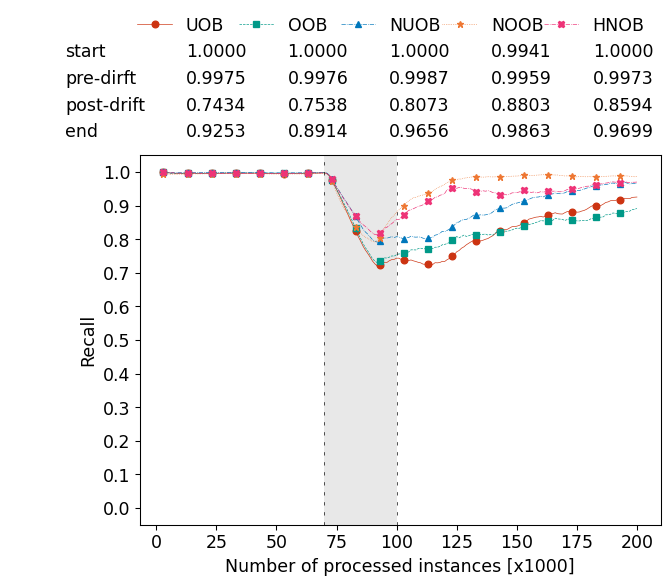 UOB OOB NUOB NOOB HNOB
start 1.0000 1.0000 1.0000 0.9941 1.0000
pre-dirft 0.9975 0.9976 0.9987 0.9959 0.9973
post-drift 0.7434 0.7538 0.8073 0.8803 0.8594
end 0.9253 0.8914 0.9656 0.9863 0.9699
1.0
0.9
0.8
0.7
0.6
0.5
0.4
0.3
0.2
0.1
0.0
Recall
0 25 50 75 100 125 150 175 200
Number of processed instances [x1000]